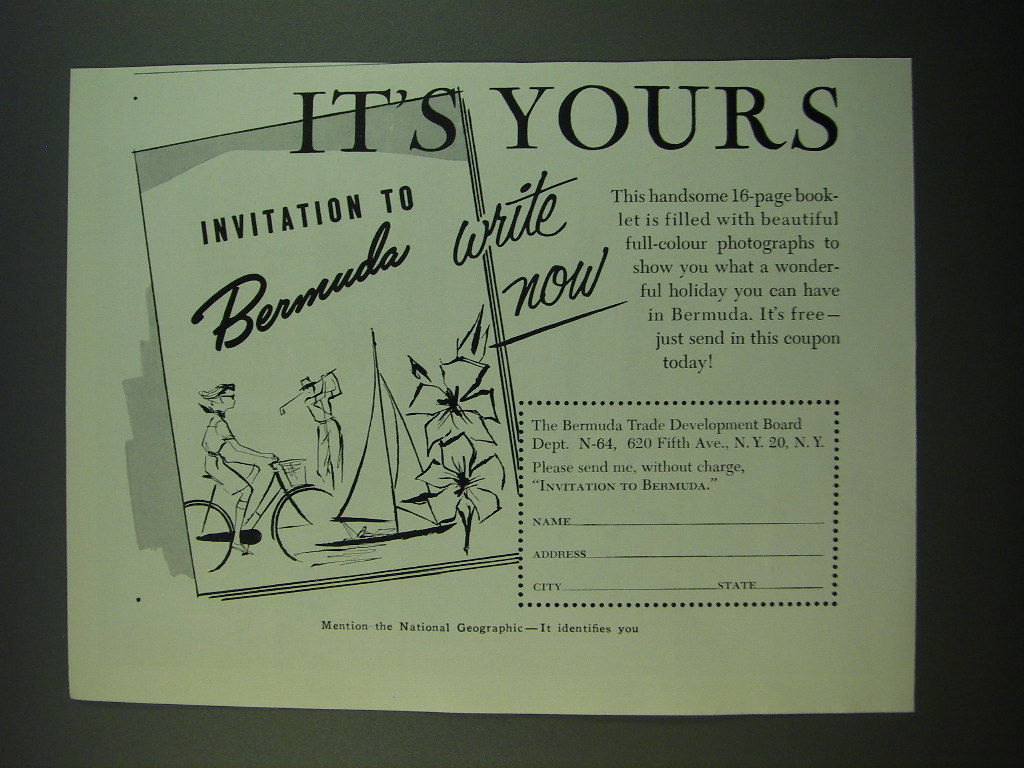 IT'S YOURS
INVITATION TO
Bermuda
write
now
This handsome 16-page book-
let is filled with beautiful
full-colour photographs to
show you what a wonder-
ful holiday you can have
in Bermuda. It's free—
just send in this coupon
today!
The Bermuda Trade Development Board
Dept. N-64, 620 Fifth Ave., N. Y. 20, N. Y.
Please send me, without charge,
"INVITATION TO BERMUDA."
NAME
ADDRESS
CITY STATE
Mention the National Geographic—It identifies you